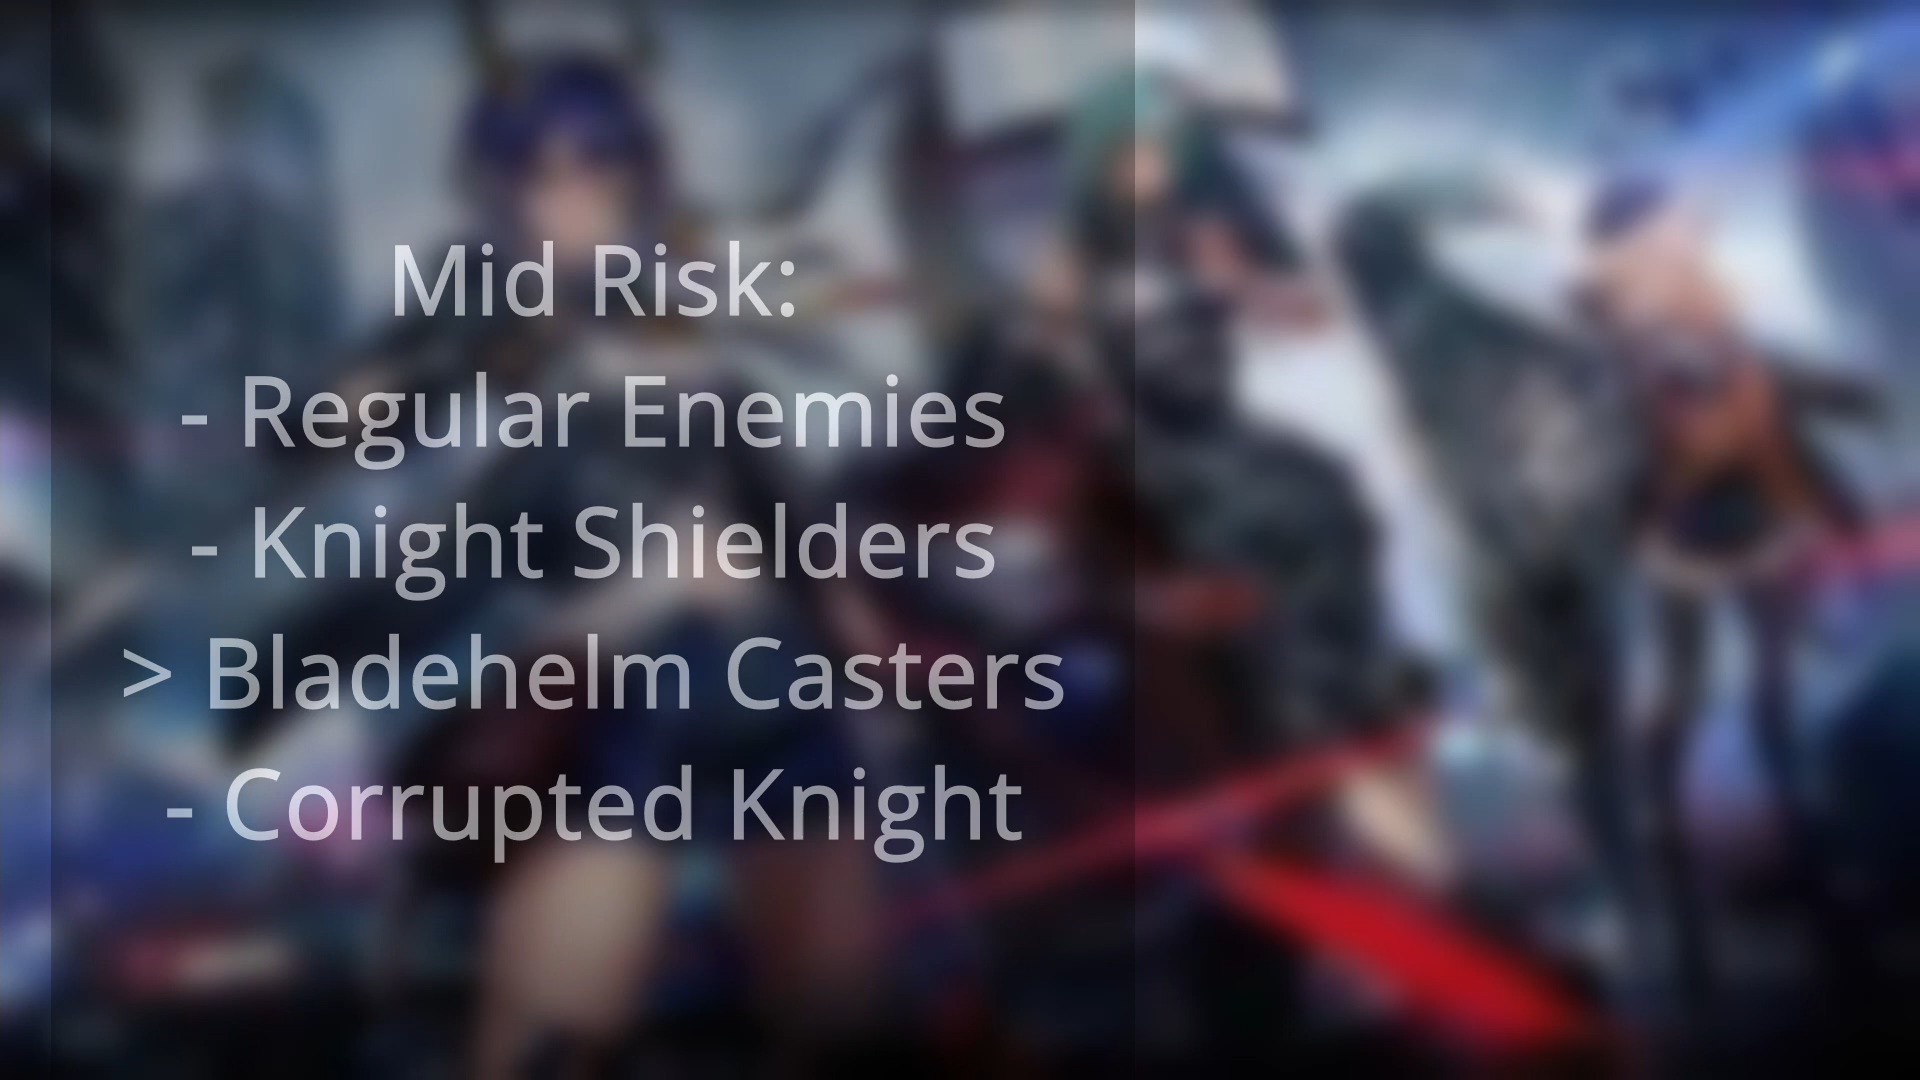 Mid Risk:
- Regular Enemies
- Knight Shielders
> Bladehelm Casters
- Corrupted Knight